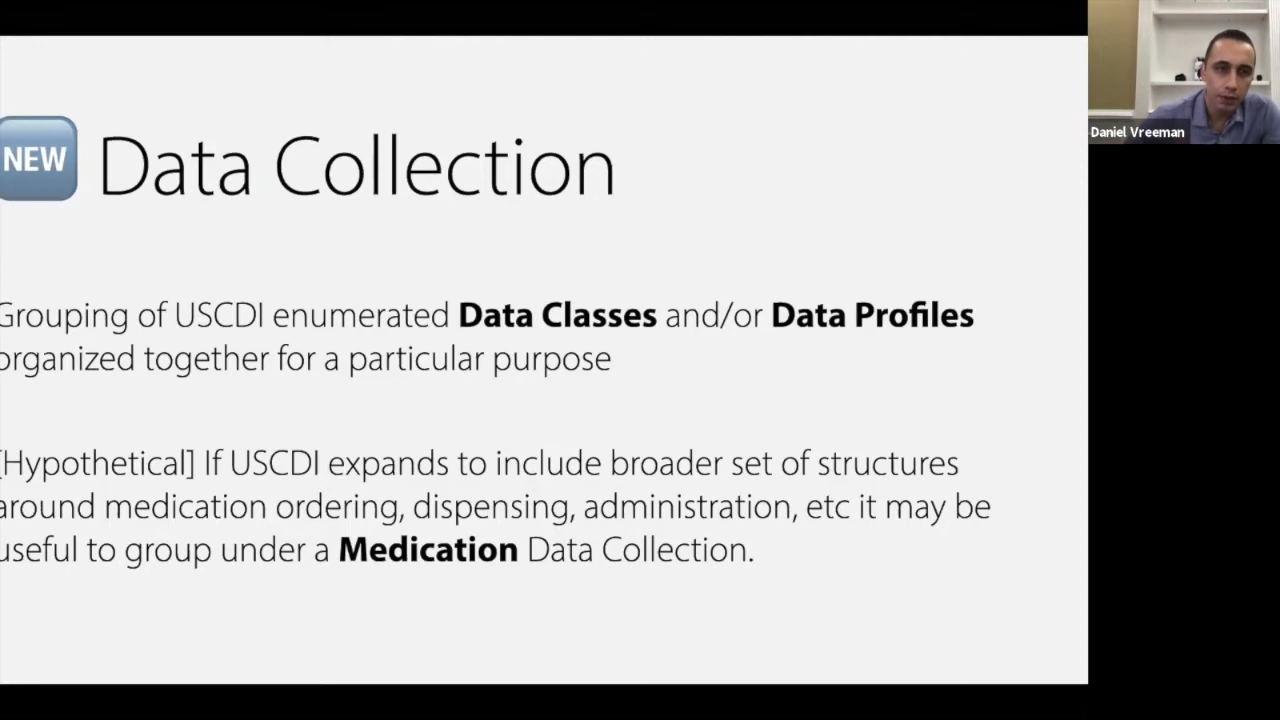 NEW Data Collection
Grouping of USCDI enumerated Data Classes and/or Data Profiles
organized together for a particular purpose
[Hypothetical] If USCDI expands to include broader set of structures
around medication ordering, dispensing, administration, etc it may be
useful to group under a Medication Data Collection.
Daniel Vreeman